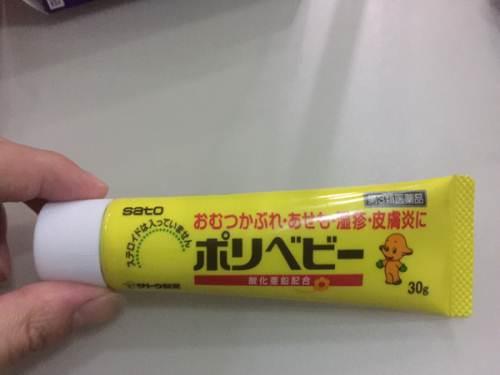 sato
第3類医薬品
おむつかぶれ・あせも・湿疹・皮膚炎に
ステロイドは入っていません
ポリベビー
酸化亜鉛配合
サトウ製薬
30g